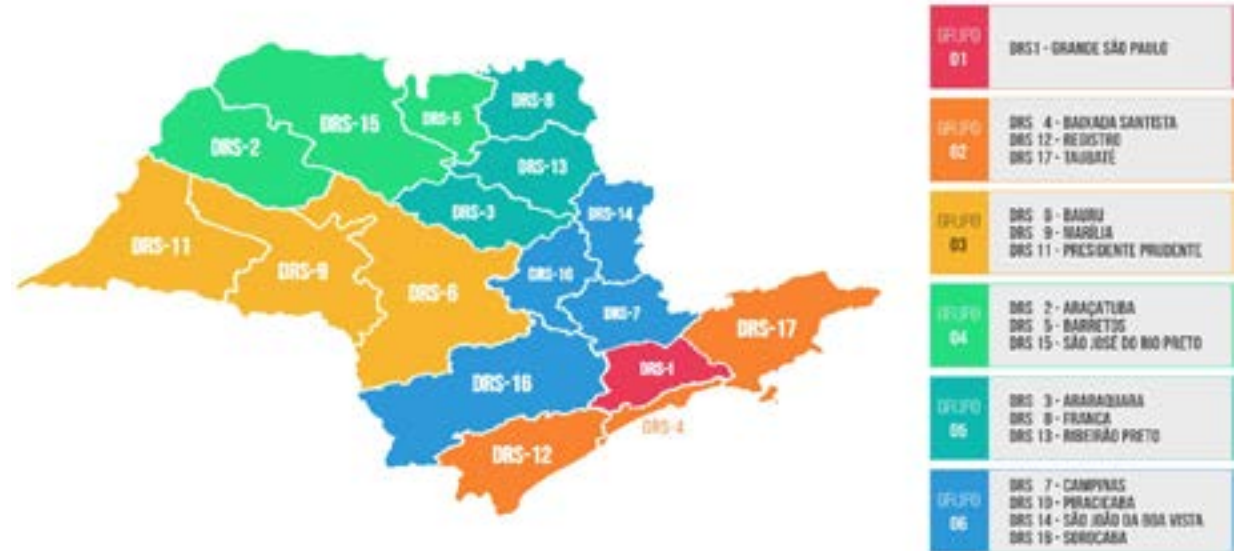 DRS-8
DRS-15
DRS-5
DRS-2
DRS-13
DRS-3
DRS-14
DRS-11
DRS-9
DRS-6
DRS-10
DRS-7
DRS-17
DRS-1
DRS-16
DRS-4
DRS-12
GRUPO
01
DRS1 - GRANDE SÃO PAULO
GRUPO
02
DRS 4 - BAIXADA SANTISTA
DRS 12 - REGISTRO
DRS 17 - TAUBATÉ
GRUPO
03
DRS 6 - BAURU
DRS 9 - MARÍLIA
DRS 11 - PRESIDENTE PRUDENTE
GRUPO
04
DRS 2 - ARAÇATUBA
DRS 5 - BARRETOS
DRS 15 - SÃO JOSÉ DO RIO PRETO
GRUPO
05
DRS 3 - ARARAQUARA
DRS 8 - FRANCA
DRS 13 - RIBEIRÃO PRETO
GRUPO
06
DRS 7 - CAMPINAS
DRS 10 - PIRACICABA
DRS 14 - SÃO JOÃO DA BOA VISTA
DRS 16 - SOROCABA